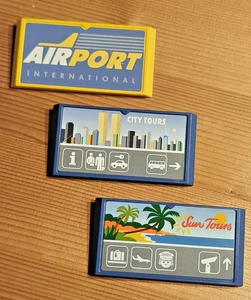 AIRPORT
INTERNATIONAL
CITY TOURS
i
Sun Tours